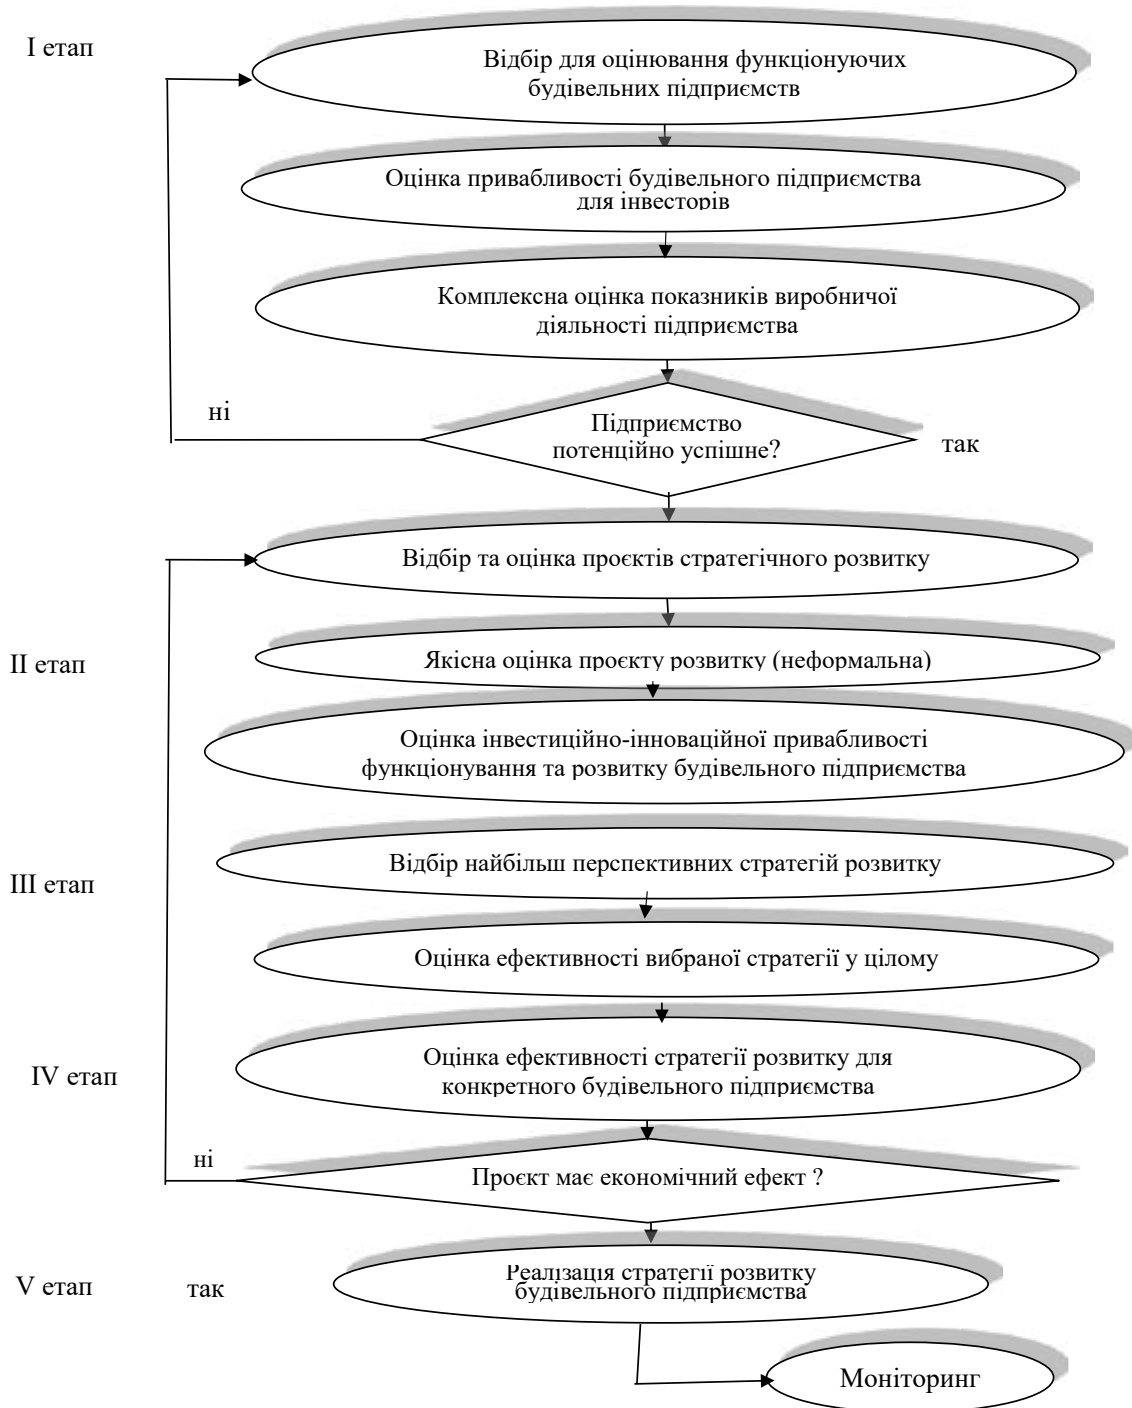 І етап
Відбір для оцінювання функціонуючих
будівельних підприємств
Оцінка привабливості будівельного підприємства
для інвесторів
Комплексна оцінка показників виробничої
діяльності підприємства
ні
Підприємство
потенційно успішне?
так
Відбір та оцінка проєктів стратегічного розвитку
ІІ етап
Якісна оцінка проєкту розвитку (неформальна)
Оцінка інвестиційно-інноваційної привабливості
функціонування та розвитку будівельного підприємства
ІІІ етап
Відбір найбільш перспективних стратегій розвитку
Оцінка ефективності вибраної стратегії у цілому
IV етап
Оцінка ефективності стратегії розвитку для
конкретного будівельного підприємства
ні
Проєкт має економічний ефект ?
V етап
так
Реалізація стратегії розвитку
будівельного підприємства
Моніторинг